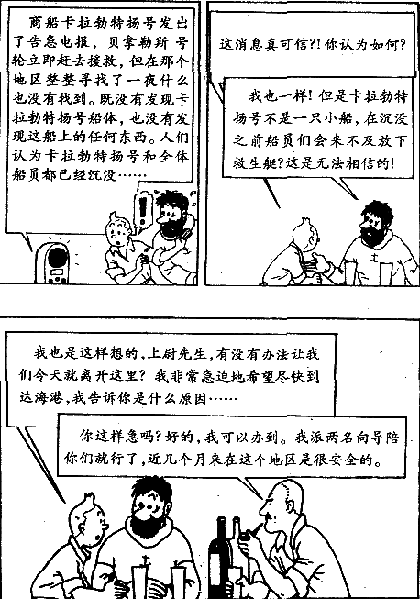 商船卡拉勃特扬号发出
了告急电报，贝拿勒斯号
轮立即赶去援救，但在那个
地区整整寻找了一夜什么
也没有找到。既没有发现卡
拉勃特扬号船体，也没有发
现这船上的任何东西。人们
认为卡拉勃特扬号和全体
船员都已经沉没……
这消息真可信?!你认为如何?
我也一样！但是卡拉勃特
扬号不是一只小船，在沉没
之前船员们会来不及放下
救生艇?这是无法相信的!
我也是这样想的，上尉先生，有没有办法让我
们今天就离开这里？我非常急迫地希望尽快到
达海港，我告诉你是什么原因……
你这样急吗？好的，我可以办到。我派两名向导陪
你们就行了，近几个月来在这个地区是很安全的。